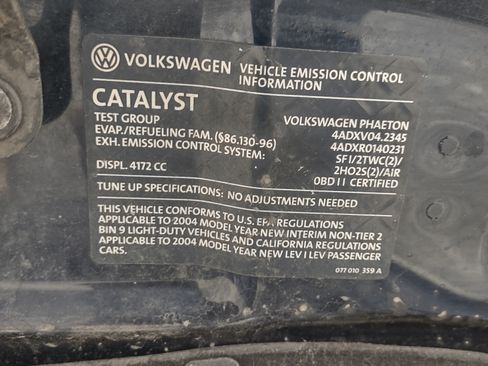 VOLKSWAGEN VEHICLE EMISSION CONTROL
INFORMATION
CATALYST
TEST GROUP VOLKSWAGEN PHAETON
EVAP./REFUELING FAM. (§86.130-96) 4ADXV04.2345
EXH. EMISSION CONTROL SYSTEM: 4ADXR0140231
SFI/2TWC(2)/
DISPL. 4172 CC 2HO2S(2)/AIR
OBD II CERTIFIED
TUNE UP SPECIFICATIONS: NO ADJUSTMENTS NEEDED
THIS VEHICLE CONFORMS TO U.S. EPA REGULATIONS
APPLICABLE TO 2004 MODEL YEAR NEW INTERIM NON-TIER 2
BIN 9 LIGHT-DUTY VEHICLES AND CALIFORNIA REGULATIONS
APPLICABLE TO 2004 MODEL YEAR NEW LEV I LEV PASSENGER
CARS.
077 010 359 A